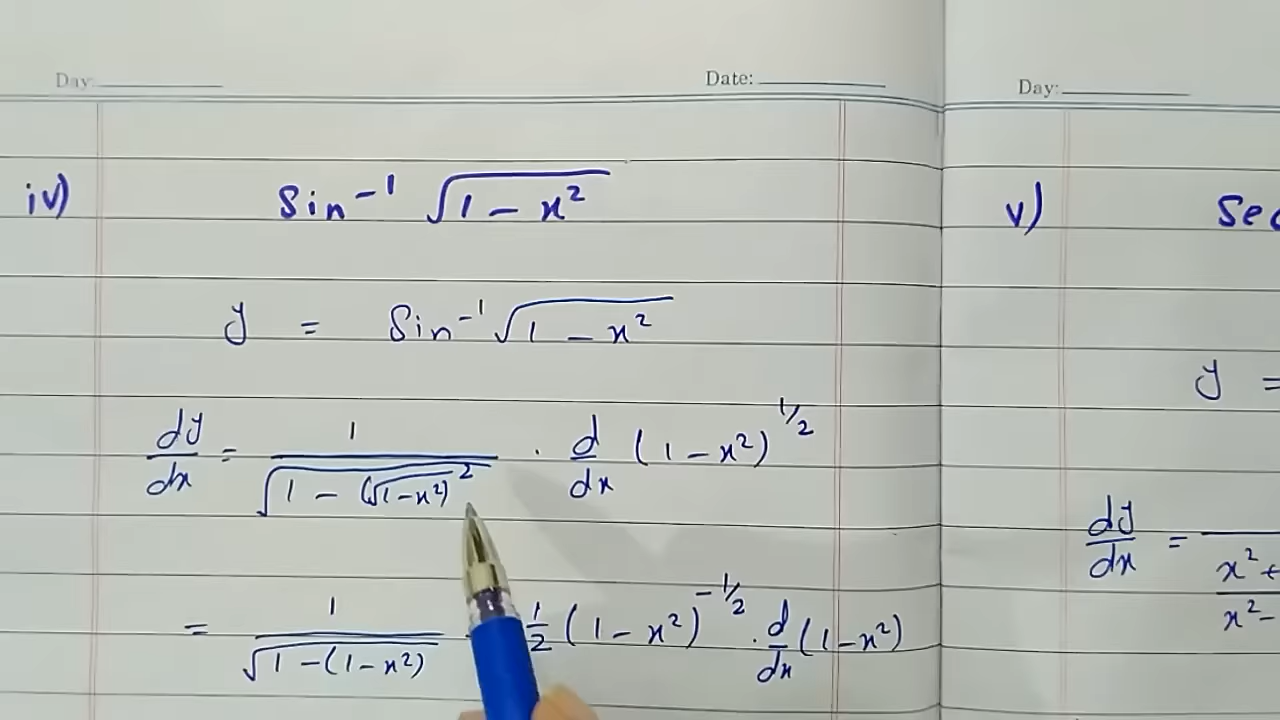 Day:
Date:
iv) Sin⁻¹ √(1 – x²)
y = Sin⁻¹ √(1 – x²)
dy/dx = 1/√(1 – (√(1–x²))²) · d/dx (1 – x²)^(1/2)
= 1/√(1 – (1 – x²)) · 1/2 (1 – x²)^(–1/2) · d/dx (1 – x²)
Day:
v)
y =
dy/dx =
x² +
x² –